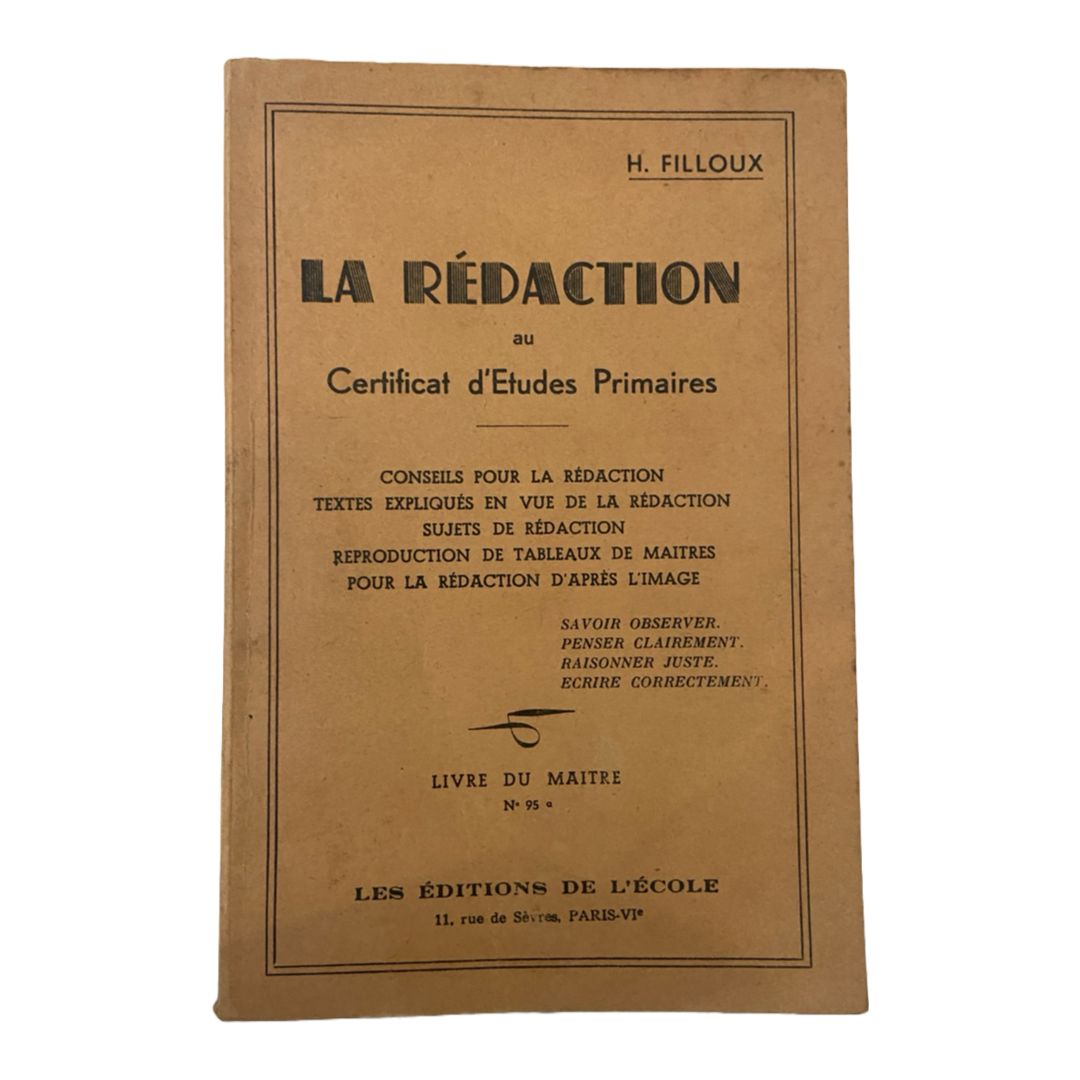 H. FILLOUX
LA RÉDACTION
au
Certificat d'Etudes Primaires
CONSEILS POUR LA RÉDACTION
TEXTES EXPLIQUÉS EN VUE DE LA RÉDACTION
SUJETS DE RÉDACTION
REPRODUCTION DE TABLEAUX DE MAITRES
POUR LA RÉDACTION D'APRÈS L'IMAGE
SAVOIR OBSERVER.
PENSER CLAIREMENT.
RAISONNER JUSTE.
ECRIRE CORRECTEMENT.
LIVRE DU MAITRE
N° 95 a
LES ÉDITIONS DE L'ÉCOLE
11, rue de Sèvres, PARIS-VIe